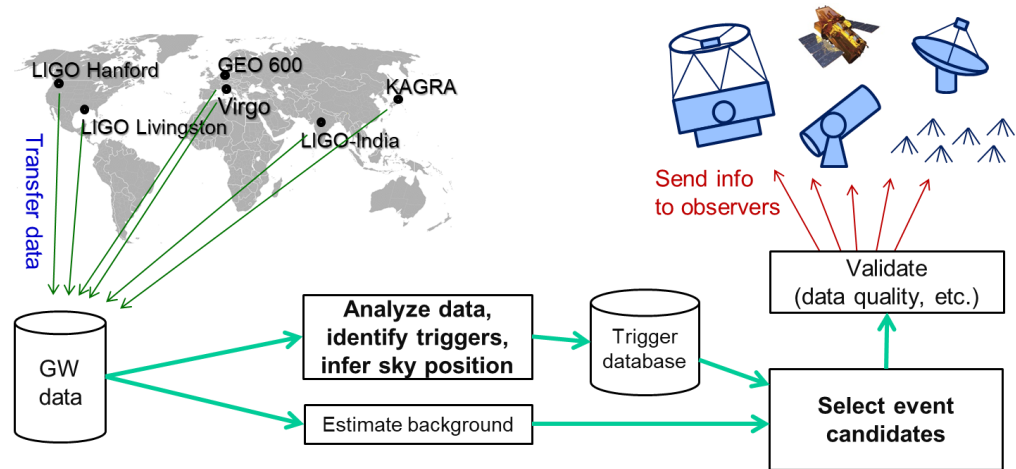 LIGO Hanford
GEO 600
KAGRA
Virgo
LIGO Livingston
LIGO-India
Transfer data
Send info
to observers
Validate
(data quality, etc.)
Analyze data,
identify triggers,
infer sky position
Trigger
database
GW
data
Estimate background
Select event
candidates